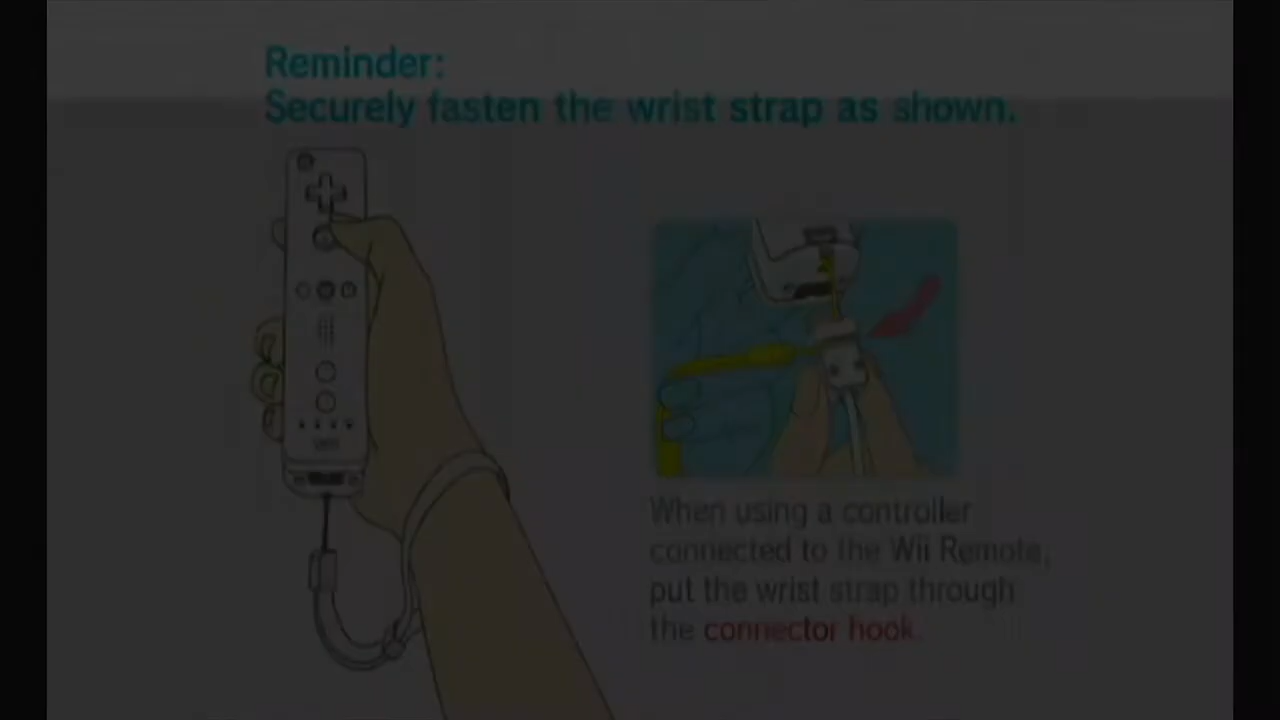 Reminder:
Securely fasten the wrist strap as shown.
When using a controller
connected to the Wii Remote,
put the wrist strap through
the connector hook.